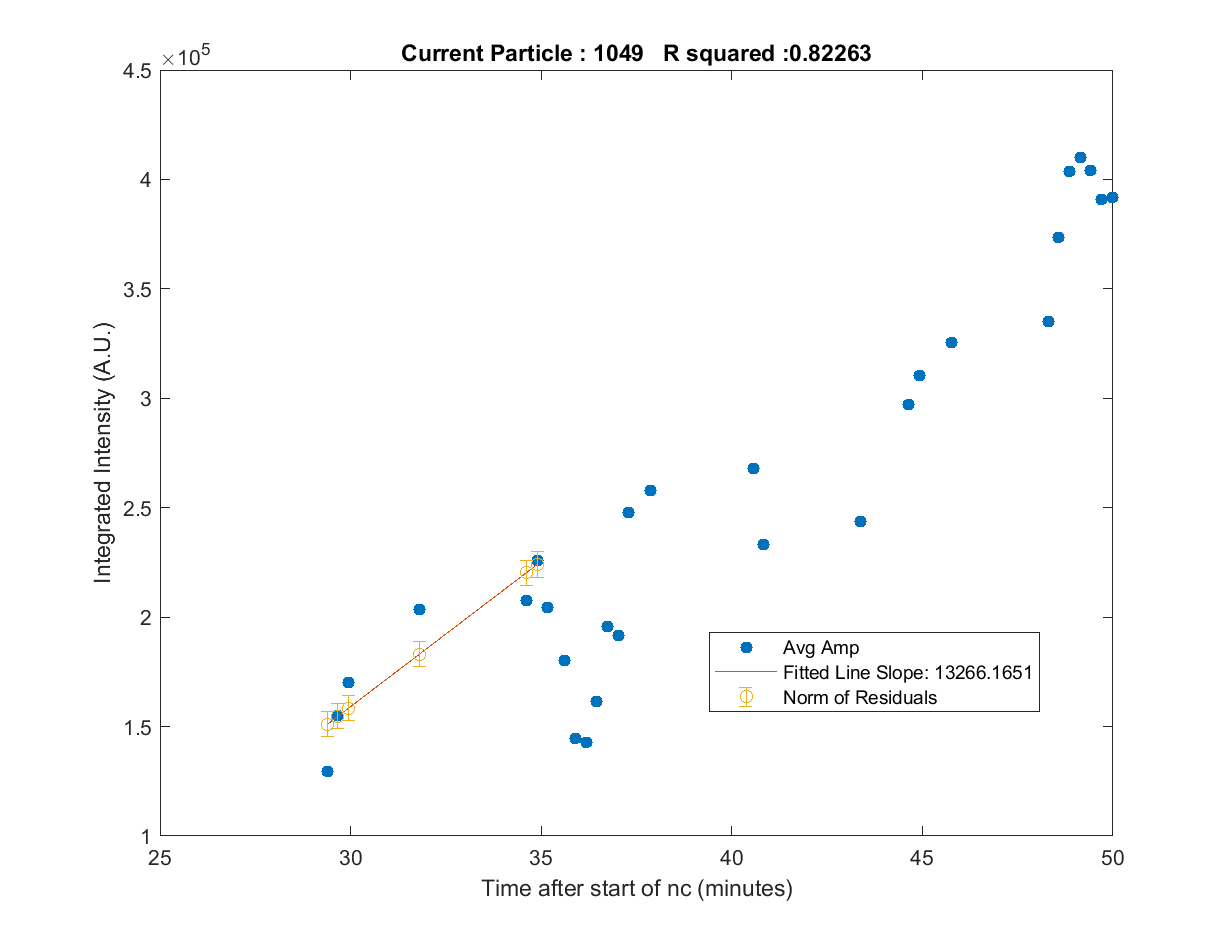 Current Particle : 1049 R squared :0.82263
×10^5
4.5
4
3.5
3
2.5
2
1.5
1
Integrated Intensity (A.U.)
Avg Amp
Fitted Line Slope: 13266.1651
Norm of Residuals
25 30 35 40 45 50
Time after start of nc (minutes)